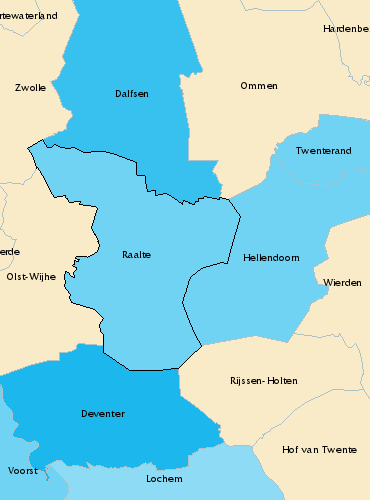 rtewaterland
Hardenbe
Zwolle
Dalfsen
Ommen
Twenterand
erde
Raalte
Hellendoorn
Olst-Wijhe
Wierden
Rijssen-Holten
Deventer
Hof van Twente
Voorst
Lochem